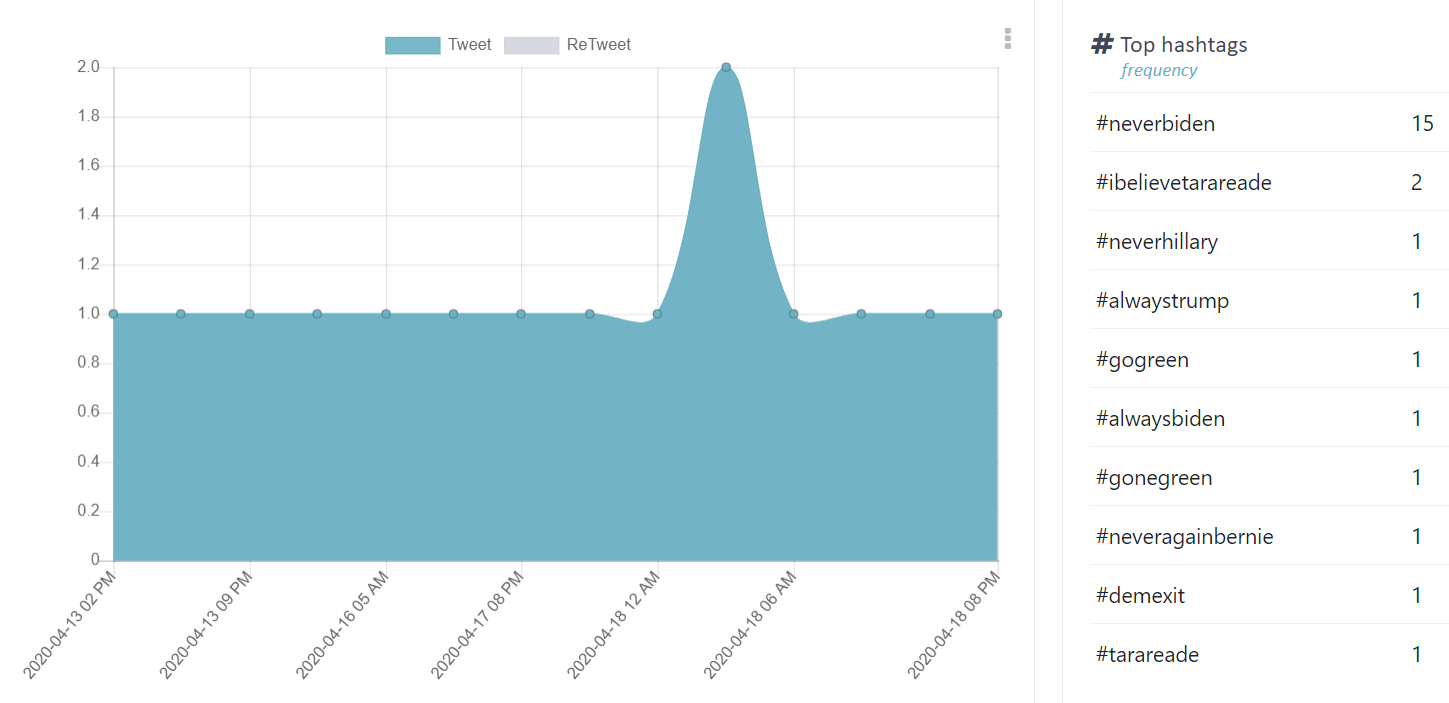 Tweet ReTweet
2.0
1.8
1.6
1.4
1.2
1.0
0.8
0.6
0.4
0.2
0
2020-04-13 02 PM
2020-04-13 09 PM
2020-04-16 05 AM
2020-04-17 08 PM
2020-04-18 12 AM
2020-04-18 06 AM
2020-04-18 08 PM
# Top hashtags
frequency
#neverbiden 15
#ibelievetarareade 2
#neverhillary 1
#alwaystrump 1
#gogreen 1
#alwaysbiden 1
#gonegreen 1
#neveragainbernie 1
#demexit 1
#tarareade 1